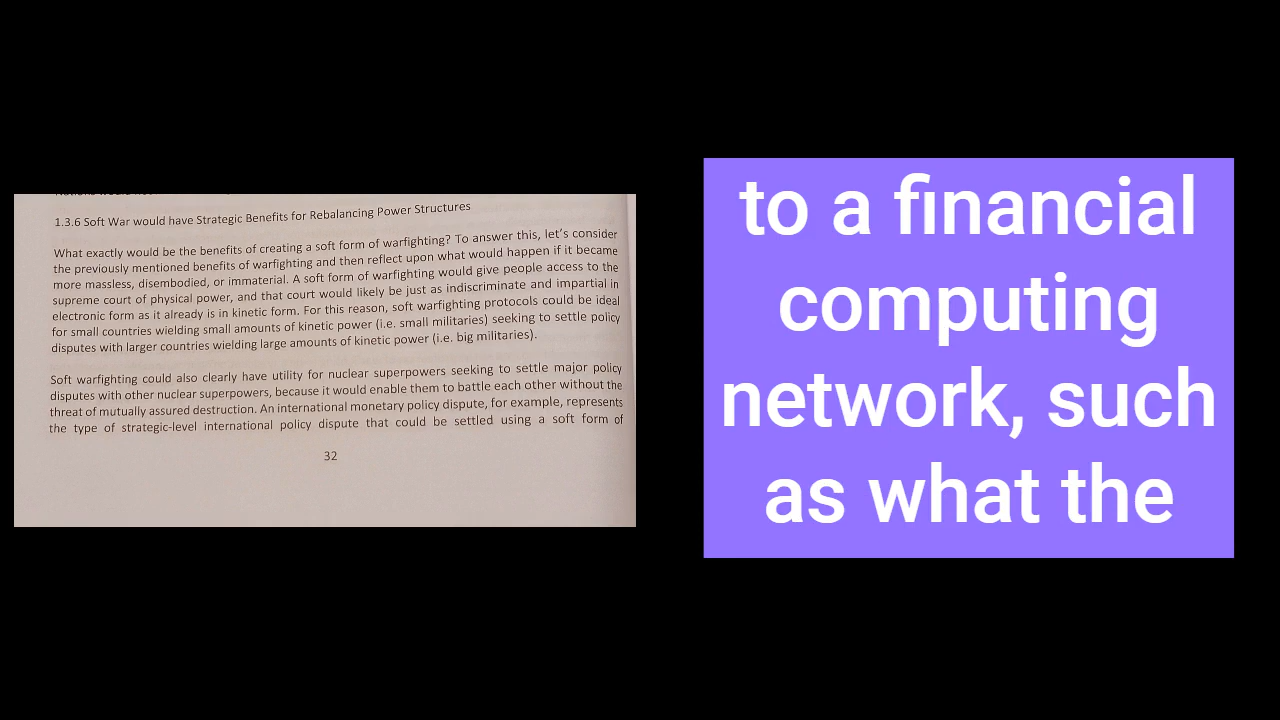 1.3.6 Soft War would have Strategic Benefits for Rebalancing Power Structures
What exactly would be the benefits of creating a soft form of warfighting? To answer this, let's consider
the previously mentioned benefits of warfighting and then reflect upon what would happen if it became
more massless, disembodied, or immaterial. A soft form of warfighting would give people access to the
supreme court of physical power, and that court would likely be just as indiscriminate and impartial in
electronic form as it already is in kinetic form. For this reason, soft warfighting protocols could be ideal
for small countries wielding small amounts of kinetic power (i.e. small militaries) seeking to settle policy
disputes with larger countries wielding large amounts of kinetic power (i.e. big militaries).
Soft warfighting could also clearly have utility for nuclear superpowers seeking to settle major policy
disputes with other nuclear superpowers, because it would enable them to battle each other without the
threat of mutually assured destruction. An international monetary policy dispute, for example, represents
the type of strategic-level international policy dispute that could be settled using a soft form of
32
to a financial
computing
network, such
as what the